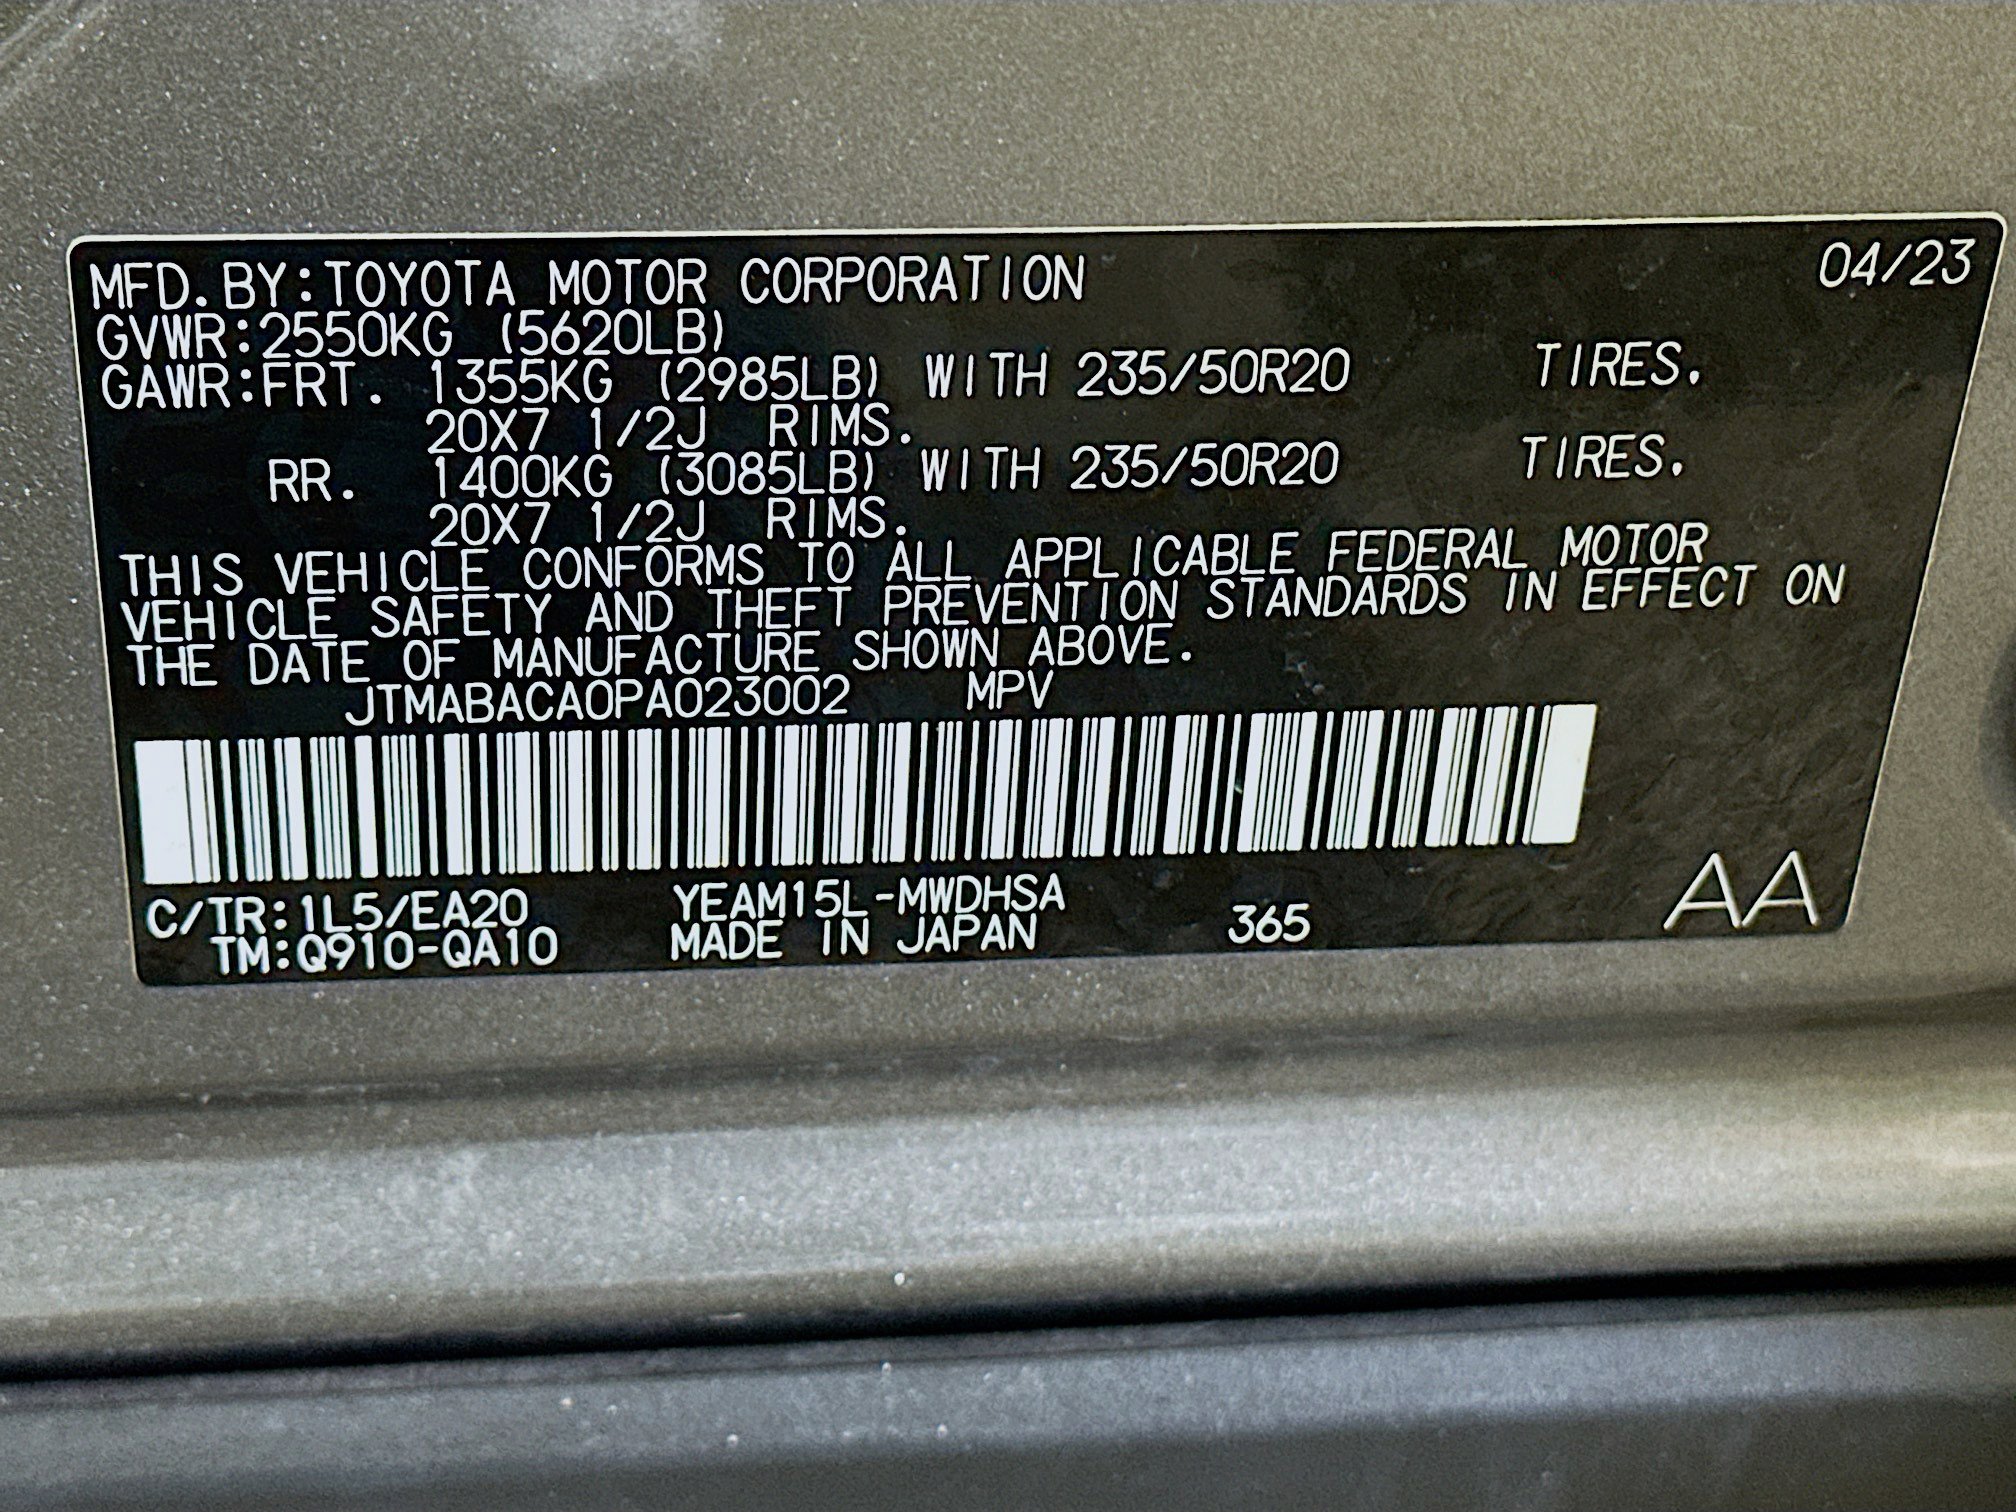 MFD. BY:TOYOTA MOTOR CORPORATION 04/23
GVWR:2550KG (5620LB)
GAWR:FRT. 1355KG (2985LB) WITH 235/50R20 TIRES.
20X7 1/2J RIMS.
RR. 1400KG (3085LB) WITH 235/50R20 TIRES.
20X7 1/2J RIMS.
THIS VEHICLE CONFORMS TO ALL APPLICABLE FEDERAL MOTOR
VEHICLE SAFETY AND THEFT PREVENTION STANDARDS IN EFFECT ON
THE DATE OF MANUFACTURE SHOWN ABOVE.
JTMABACA0PA023002 MPV
C/TR:1L5/EA20 YEAM15L-MWDHSA
TM:Q910-QA10 MADE IN JAPAN 365 AA